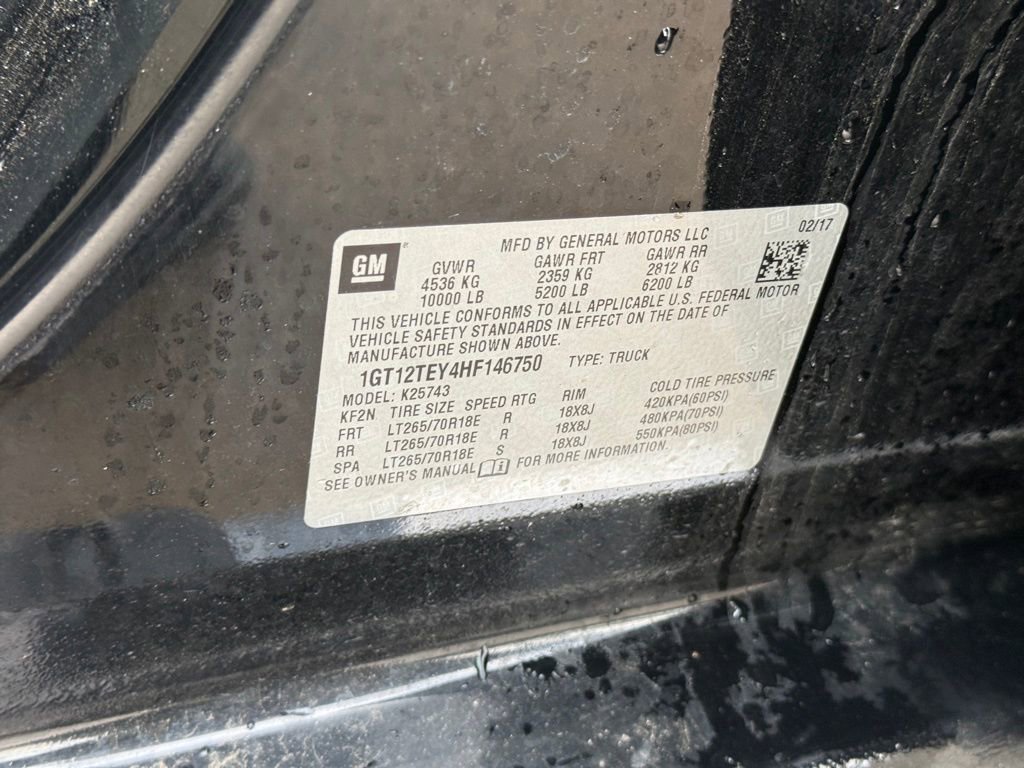 GM
MFD BY GENERAL MOTORS LLC 02/17
GVWR GAWR FRT GAWR RR
4536 KG 2359 KG 2812 KG
10000 LB 5200 LB 6200 LB
THIS VEHICLE CONFORMS TO ALL APPLICABLE U.S. FEDERAL MOTOR
VEHICLE SAFETY STANDARDS IN EFFECT ON THE DATE OF
MANUFACTURE SHOWN ABOVE.
1GT12TEY4HF146750 TYPE: TRUCK
MODEL: K25743
KF2N TIRE SIZE SPEED RTG RIM COLD TIRE PRESSURE
FRT LT265/70R18E R 18X8J 420KPA(60PSI)
RR LT265/70R18E R 18X8J 480KPA(70PSI)
SPA LT265/70R18E S 18X8J 550KPA(80PSI)
SEE OWNER'S MANUAL FOR MORE INFORMATION.